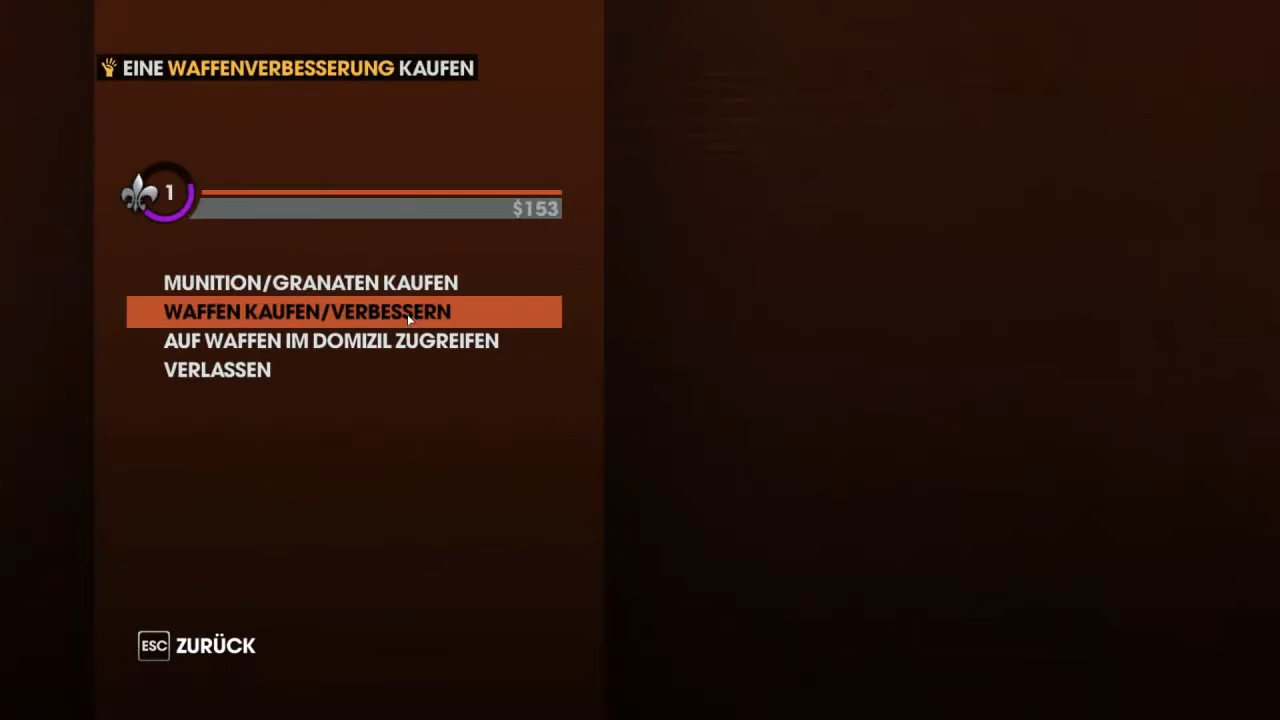 EINE WAFFENVERBESSERUNG KAUFEN
1
$153
MUNITION/GRANATEN KAUFEN
WAFFEN KAUFEN/VERBESSERN
AUF WAFFEN IM DOMIZIL ZUGREIFEN
VERLASSEN
ESC ZURÜCK